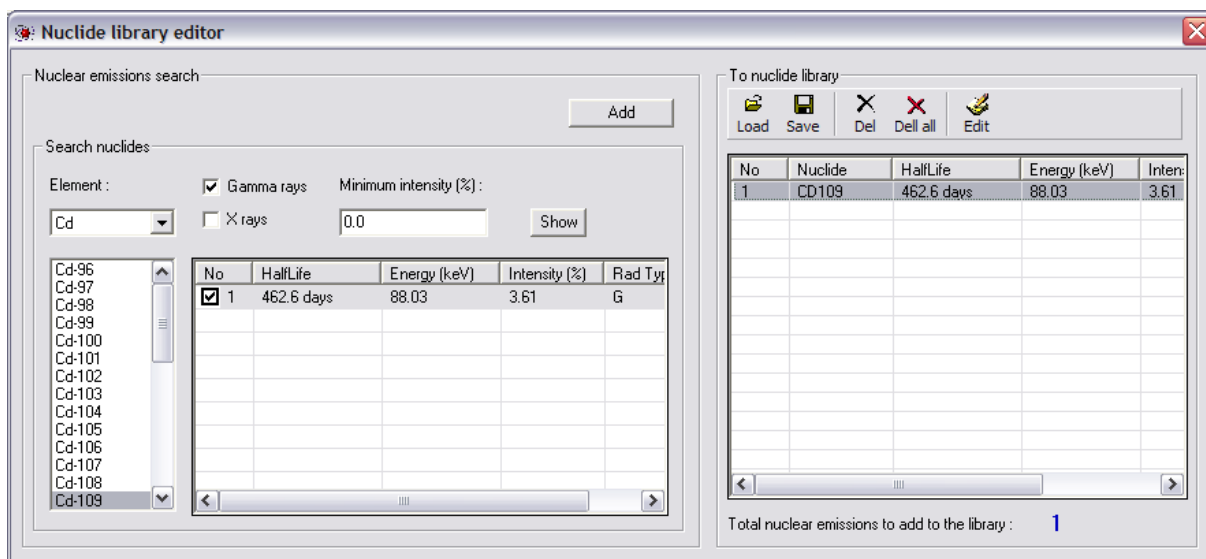 Nuclide library editor
Nuclear emissions search
Add
Search nuclides
Element :
Gamma rays
Minimum intensity (%) :
Cd
X rays
0.0
Show
Cd-96
Cd-97
Cd-98
Cd-99
Cd-100
Cd-101
Cd-102
Cd-103
Cd-104
Cd-105
Cd-106
Cd-107
Cd-108
Cd-109
No HalfLife Energy (keV) Intensity (%) Rad Typ
1 462.6 days 88.03 3.61 G
To nuclide library
Load Save Del Dell all Edit
No Nuclide HalfLife Energy (keV) Inten
1 CD109 462.6 days 88.03 3.61
Total nuclear emissions to add to the library : 1